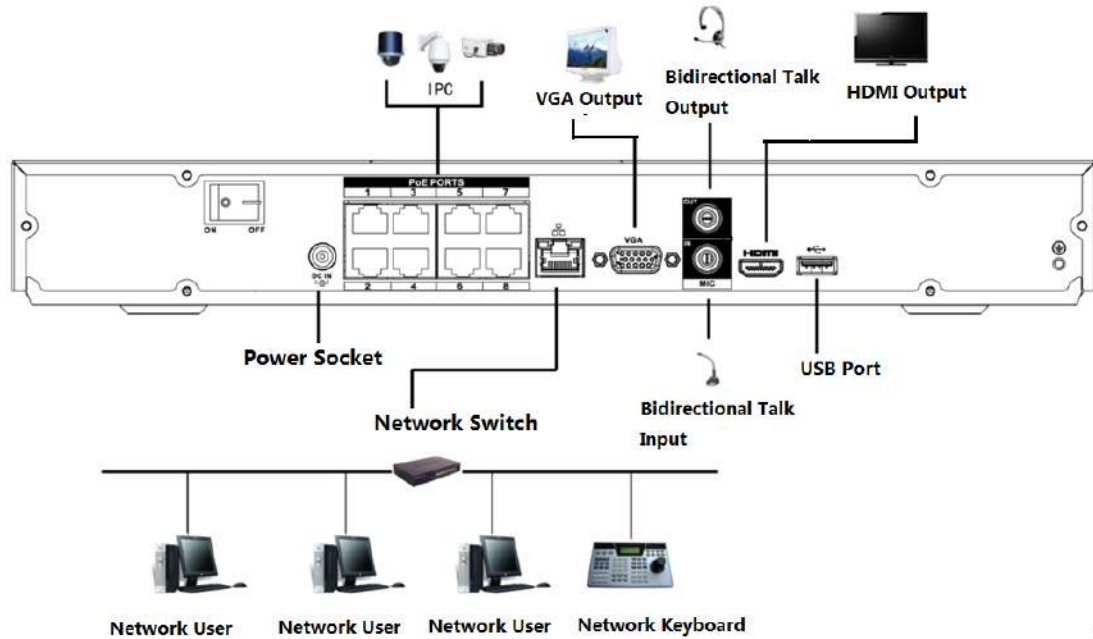 IPC
VGA Output
Bidirectional Talk
Output
HDMI Output
PoE PORTS
1 3 5 7
ON OFF
DC IN
2 4 6 8
VGA
OUT
IN
MIC
HDMI
Power Socket
USB Port
Network Switch
Bidirectional Talk
Input
Network User
Network User
Network User
Network Keyboard